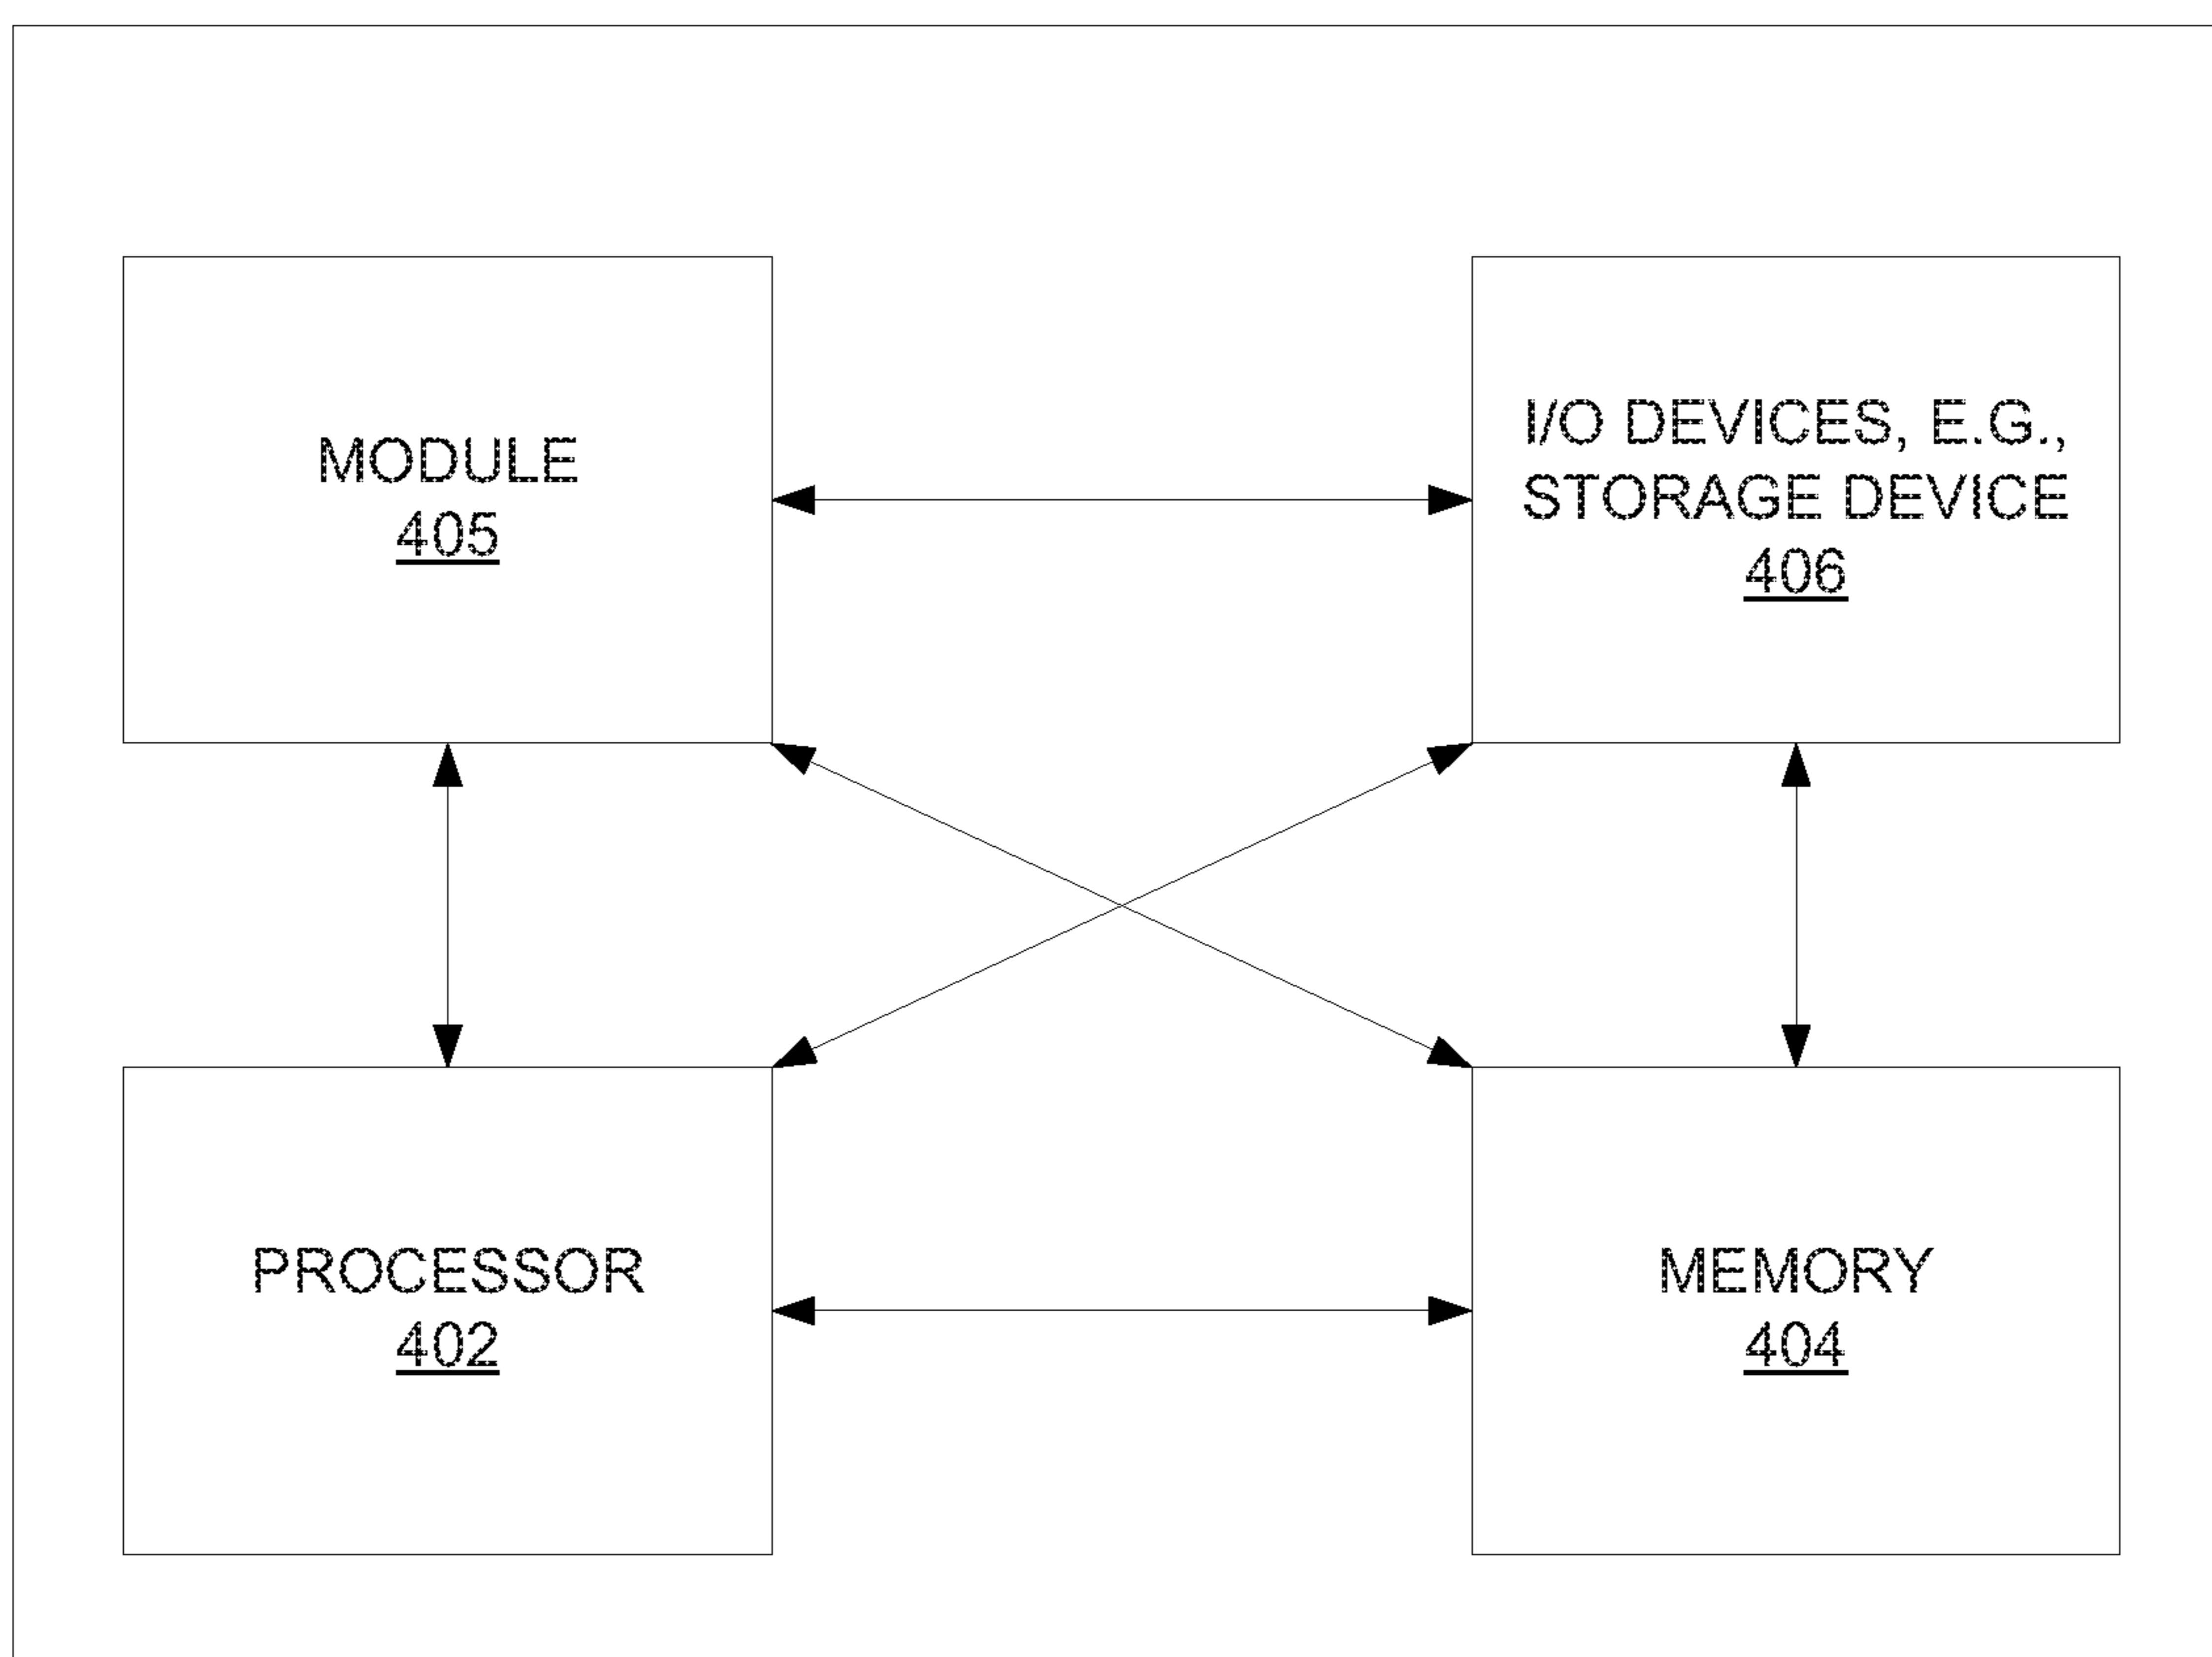 MODULE
405
I/O DEVICES, E.G.,
STORAGE DEVICE
406
PROCESSOR
402
MEMORY
404